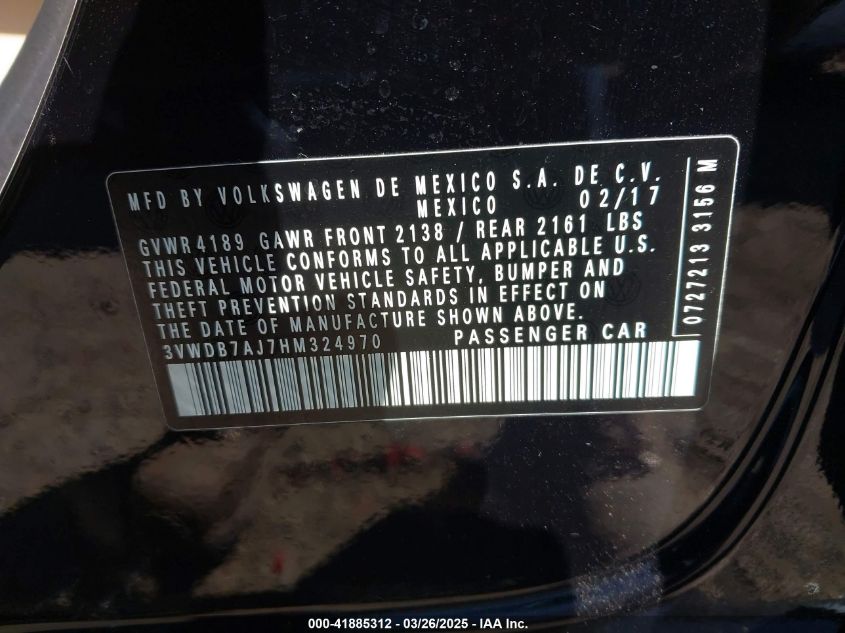 MFD BY VOLKSWAGEN DE MEXICO S.A. DE C.V.
MEXICO 02/17
GVWR 4189 GAWR FRONT 2138 / REAR 2161 LBS
THIS VEHICLE CONFORMS TO ALL APPLICABLE U.S.
FEDERAL MOTOR VEHICLE SAFETY, BUMPER AND
THEFT PREVENTION STANDARDS IN EFFECT ON
THE DATE OF MANUFACTURE SHOWN ABOVE.
3VWDB7AJ7HM324970 PASSENGER CAR
0727213 3156 M
000-41885312 / 03/26/2025 - IAA Inc.